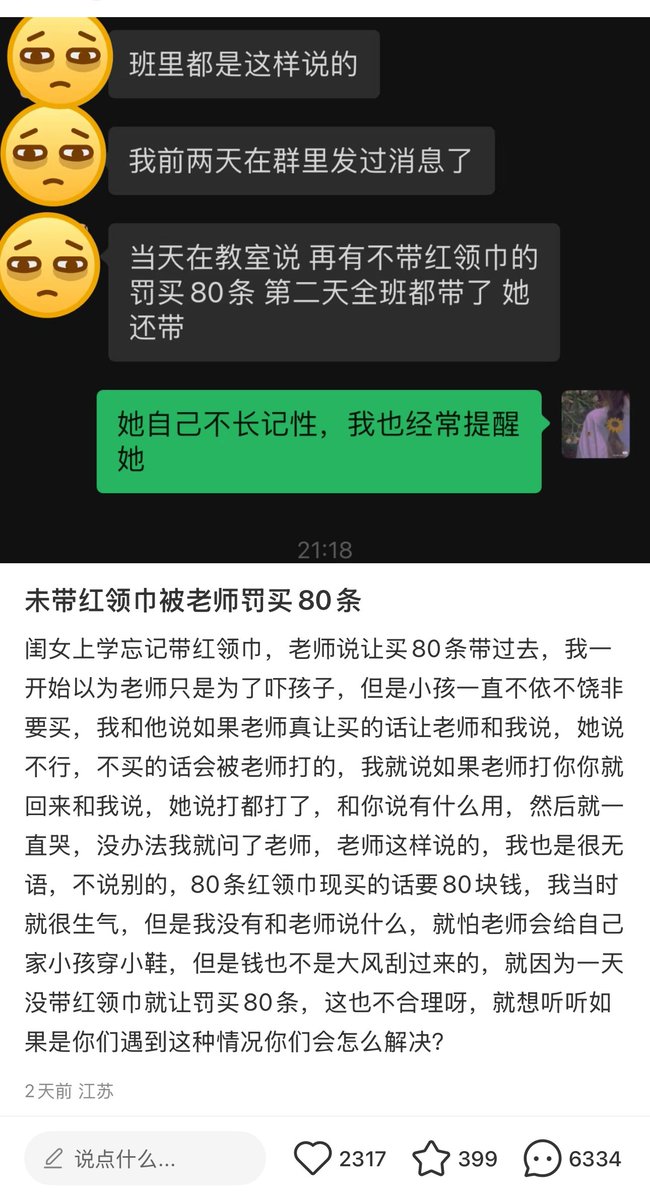 班里都是这样说的
我前两天在群里发过消息了
当天在教室说 再有不带红领巾的
罚买80条 第二天全班都带了 她
还带
她自己不长记性，我也经常提醒
她
21:18
未带红领巾被老师罚买80条
闺女上学忘记带红领巾，老师说让买80条带过去，我一
开始以为老师只是为了吓孩子，但是小孩一直不依不饶非
要买，我和他说如果老师真让买的话让老师和我说，她说
不行，不买的话会被老师打的，我就说如果老师打你你就
回来和我说，她说打都打了，和你说有什么用，然后就一
直哭，没办法我就问了老师，老师这样说的，我也是很无
语，不说别的，80条红领巾现买的话要80块钱，我当时
就很生气，但是我没有和老师说什么，就怕老师会给自己
家小孩穿小鞋，但是钱也不是大风刮过来的，就因为一天
没带红领巾就让罚买80条，这也不合理呀，就想听听如
果是你们遇到这种情况你们会怎么解决？
2天前 江苏
说点什么...
2317
399
6334